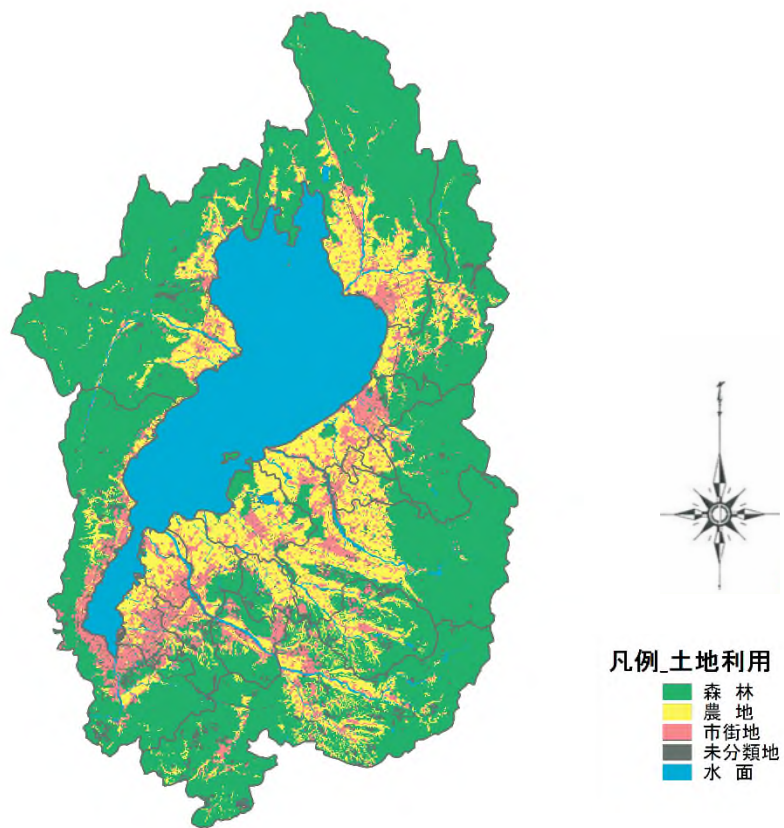 凡例_土地利用
森 林
農 地
市街地
未分類地
水 面